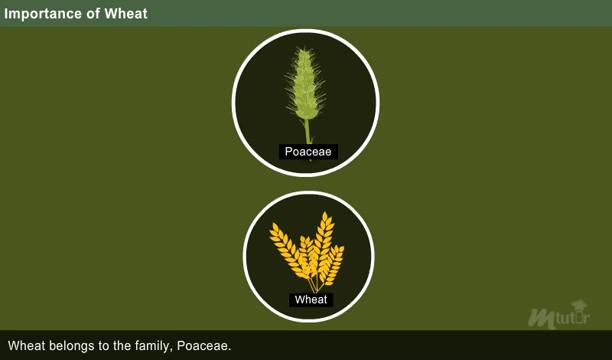 Importance of Wheat
Poaceae
Wheat
Mtutor
Wheat belongs to the family, Poaceae.